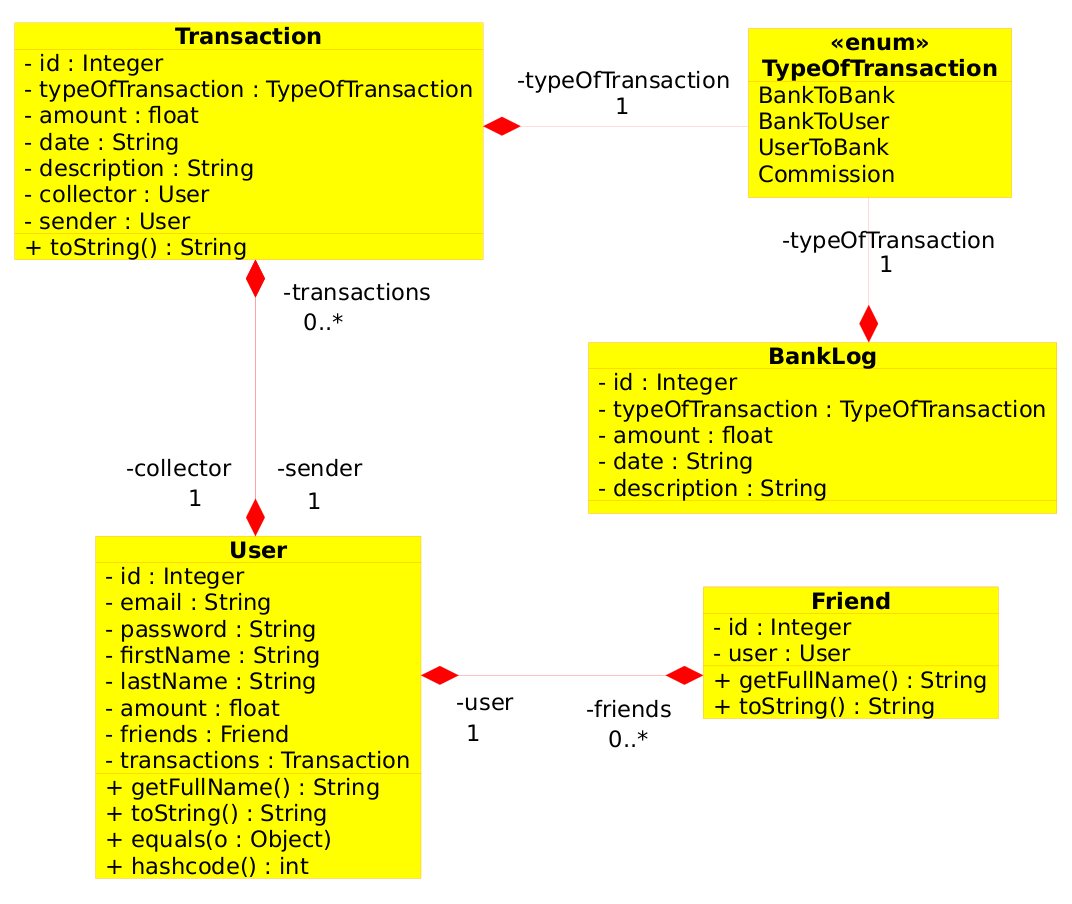 Transaction
- id : Integer
- typeOfTransaction : TypeOfTransaction
- amount : float
- date : String
- description : String
- collector : User
- sender : User
+ toString() : String
-typeOfTransaction
1
«enum»
TypeOfTransaction
BankToBank
BankToUser
UserToBank
Commission
-typeOfTransaction
1
-transactions
0..*
BankLog
- id : Integer
- typeOfTransaction : TypeOfTransaction
- amount : float
- date : String
- description : String
-collector
1
-sender
1
User
- id : Integer
- email : String
- password : String
- firstName : String
- lastName : String
- amount : float
- friends : Friend
- transactions : Transaction
+ getFullName() : String
+ toString() : String
+ equals(o : Object)
+ hashcode() : int
-user
1
-friends
0..*
Friend
- id : Integer
- user : User
+ getFullName() : String
+ toString() : String